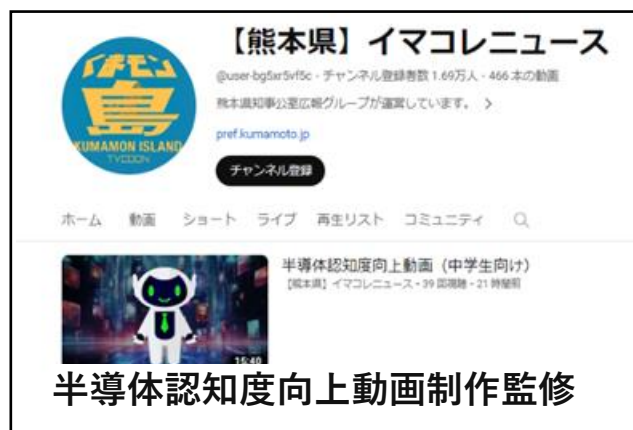 【熊本県】イマコレニュース
くまモン
島
KUMAMON ISLAND
TYCOON
@user-bg5xr5vf5c・チャンネル登録者数 1.69万人・466 本の動画
熊本県知事公室広報グループが運営しています。 >
pref.kumamoto.jp
チャンネル登録
ホーム 動画 ショート ライブ 再生リスト コミュニティ
半導体認知度向上動画（中学生向け）
【熊本県】イマコレニュース・39 回視聴・21 時間前
15:40
半導体認知度向上動画制作監修